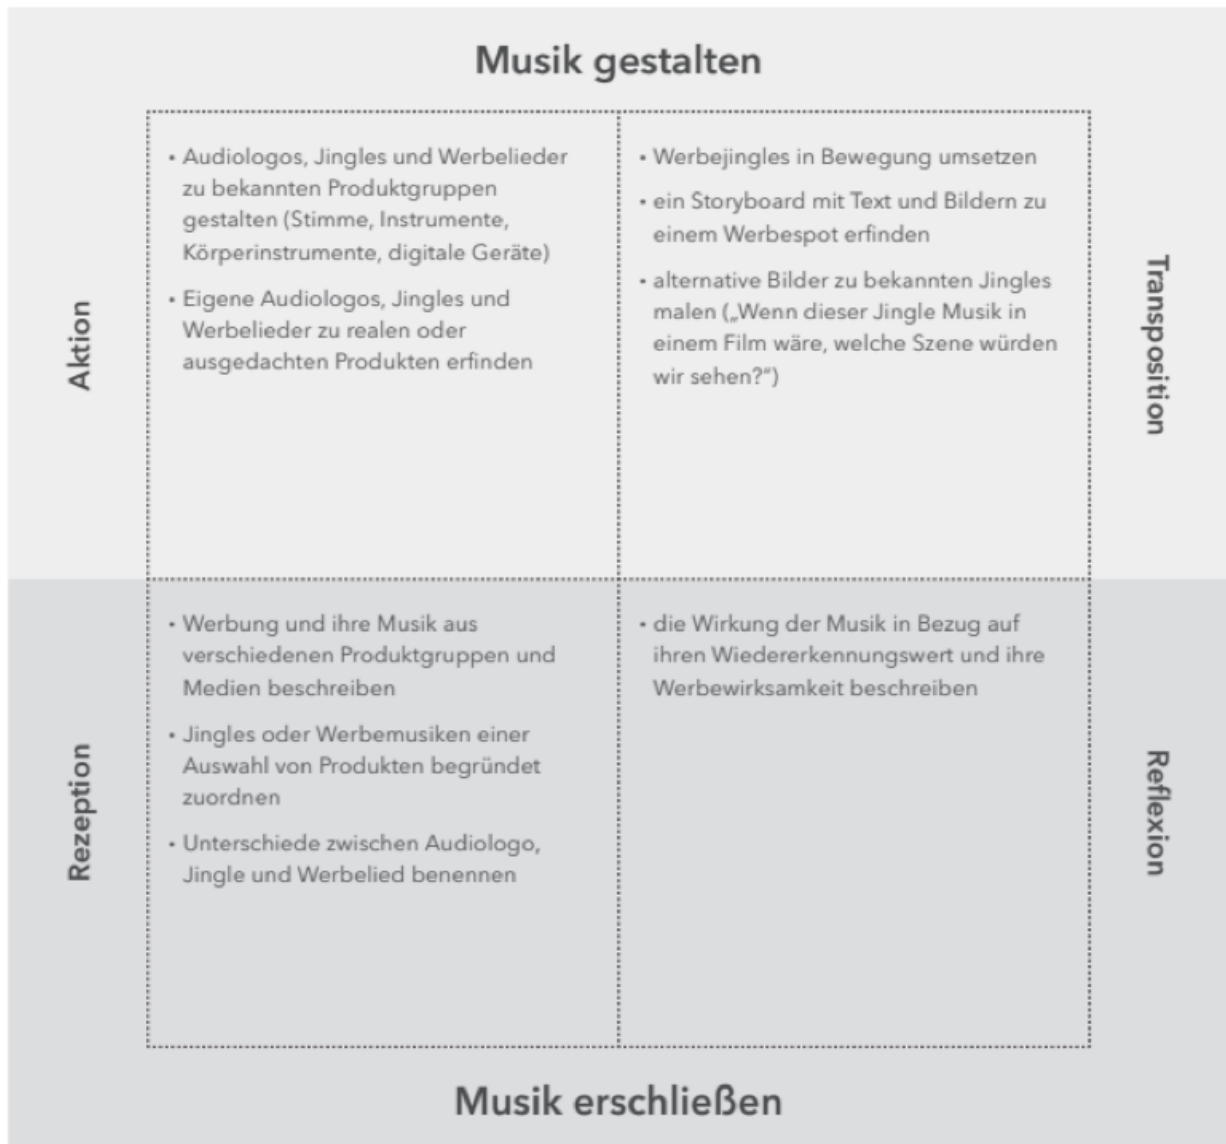 Musik gestalten
Aktion
• Audiologos, Jingles und Werbelieder
zu bekannten Produktgruppen
gestalten (Stimme, Instrumente,
Körperinstrumente, digitale Geräte)
• Eigene Audiologos, Jingles und
Werbelieder zu realen oder
ausgedachten Produkten erfinden
• Werbejingles in Bewegung umsetzen
• ein Storyboard mit Text und Bildern zu
einem Werbespot erfinden
• alternative Bilder zu bekannten Jingles
malen („Wenn dieser Jingle Musik in
einem Film wäre, welche Szene würden
wir sehen?“)
Transposition
Rezeption
• Werbung und ihre Musik aus
verschiedenen Produktgruppen und
Medien beschreiben
• Jingles oder Werbemusiken einer
Auswahl von Produkten begründet
zuordnen
• Unterschiede zwischen Audiologo,
Jingle und Werbelied benennen
• die Wirkung der Musik in Bezug auf
ihren Wiedererkennungswert und ihre
Werbewirksamkeit beschreiben
Reflexion
Musik erschließen